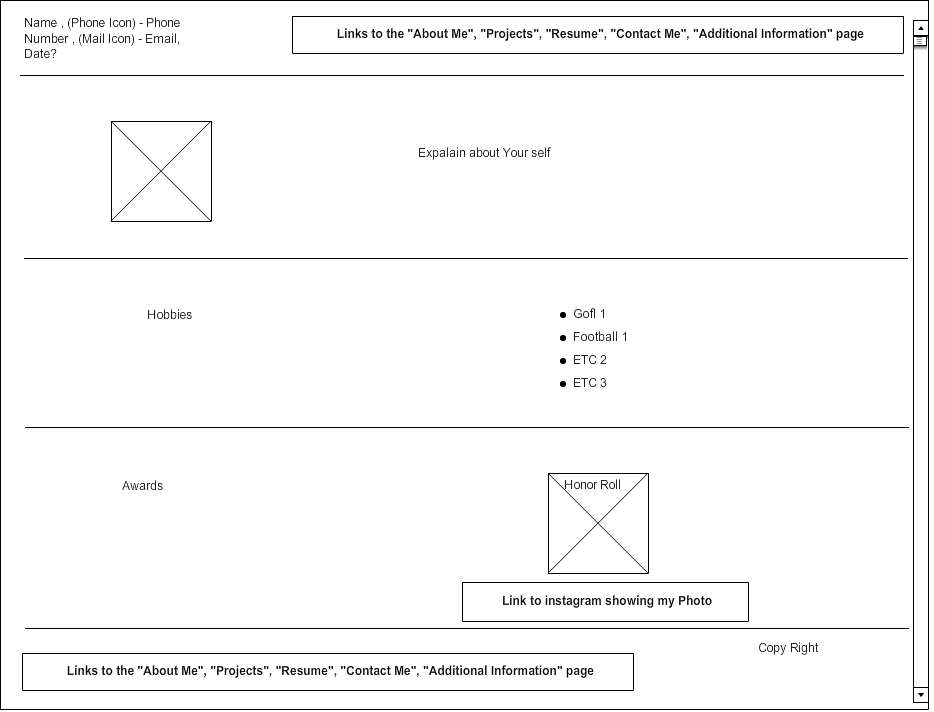 Name , (Phone Icon) - Phone
Number , (Mail Icon) - Email,
Date?
Links to the "About Me", "Projects", "Resume", "Contact Me", "Additional Information" page
Expalain about Your self
Hobbies
Gofl 1
Football 1
ETC 2
ETC 3
Awards
Honor Roll
Link to instagram showing my Photo
Copy Right
Links to the "About Me", "Projects", "Resume", "Contact Me", "Additional Information" page